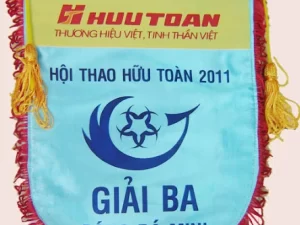 HUUTOAN
THƯƠNG HIỆU VIỆT, TINH THẦN VIỆT
HỘI THAO HỮU TOÀN 2011
GIẢI BA